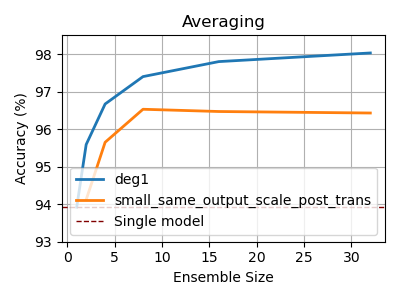 Averaging
Accuracy (%)
98
97
96
95
94
93
deg1
small_same_output_scale_post_trans
Single model
0 5 10 15 20 25 30
Ensemble Size